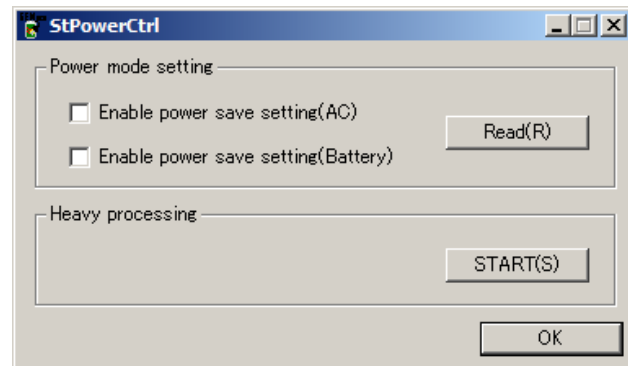 StPowerCtrl
Power mode setting
Enable power save setting(AC)
Read(R)
Enable power save setting(Battery)
Heavy processing
START(S)
OK